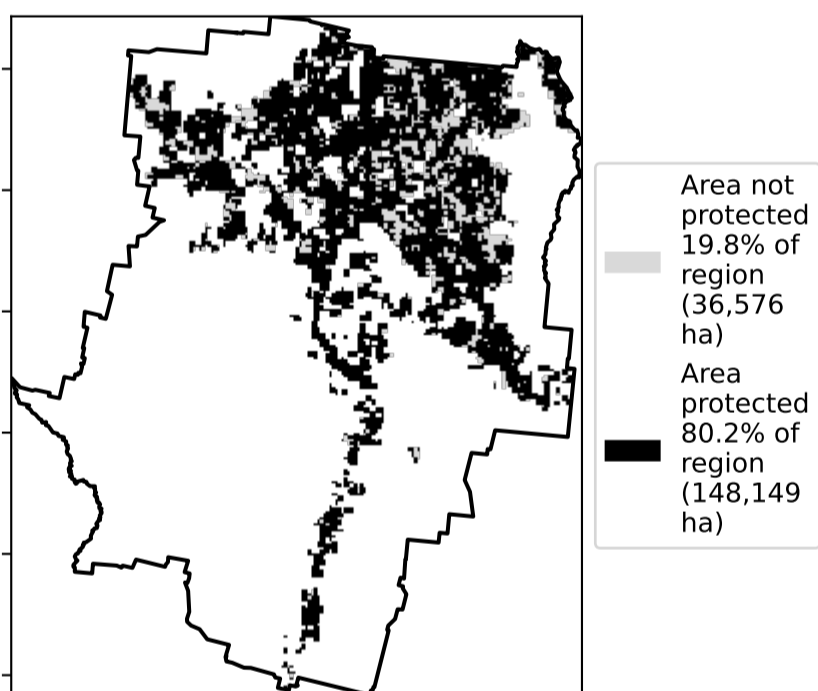 Area not
protected
19.8% of
region
(36,576
ha)
Area
protected
80.2% of
region
(148,149
ha)